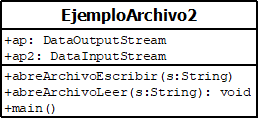 EjemploArchivo2
+ap: DataOutputStream
+ap2: DataInputStream
+abreArchivoEscribir(s:String)
+abreArchivoLeer(s:String): void
+main()